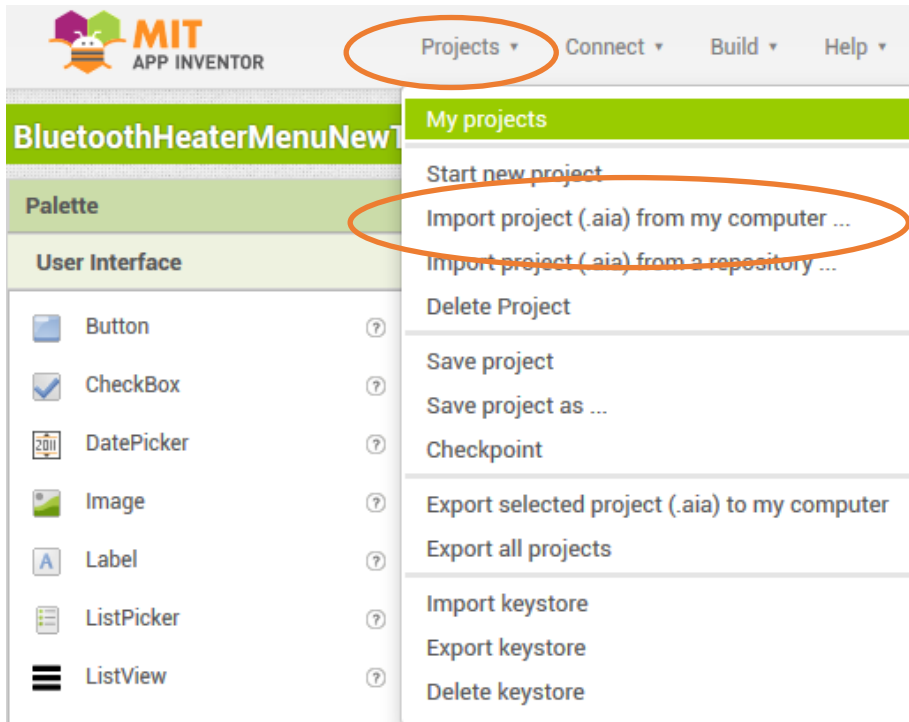 MIT
APP INVENTOR
Projects Connect Build Help
BluetoothHeaterMenuNewT
My projects
Start new project
Import project (.aia) from my computer ...
Import project (.aia) from a repository ...
Delete Project
Save project
Save project as ...
Checkpoint
Export selected project (.aia) to my computer
Export all projects
Import keystore
Export keystore
Delete keystore
Palette
User Interface
Button ?
CheckBox ?
2011 DatePicker ?
Image ?
A Label ?
ListPicker ?
ListView ?